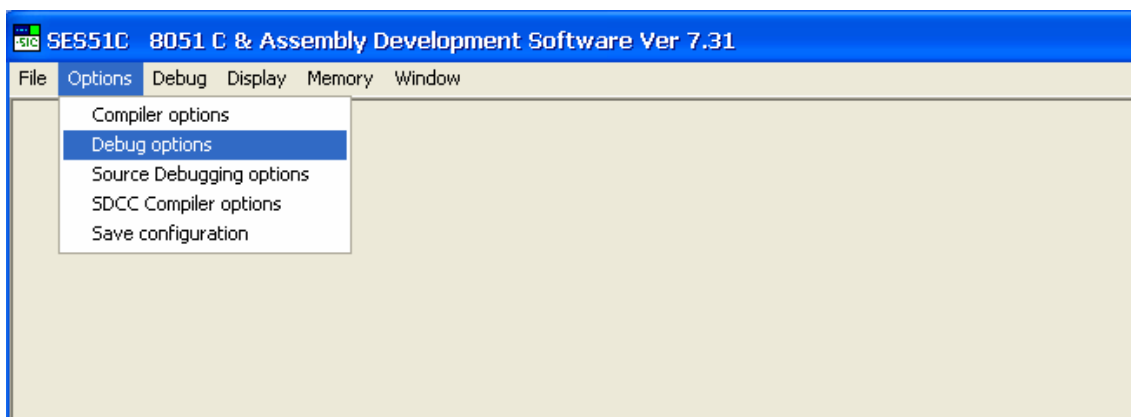 SES51C 8051 C & Assembly Development Software Ver 7.31
File Options Debug Display Memory Window
Compiler options
Debug options
Source Debugging options
SDCC Compiler options
Save configuration